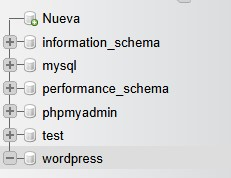 Nueva
information_schema
mysql
performance_schema
phpmyadmin
test
wordpress